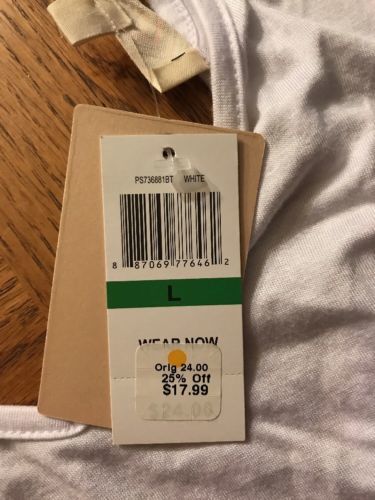 PS736881BT WHITE
8 87069 77646 2
L
WEAR NOW
Orig 24.00
25% Off
$17.99
$24.00